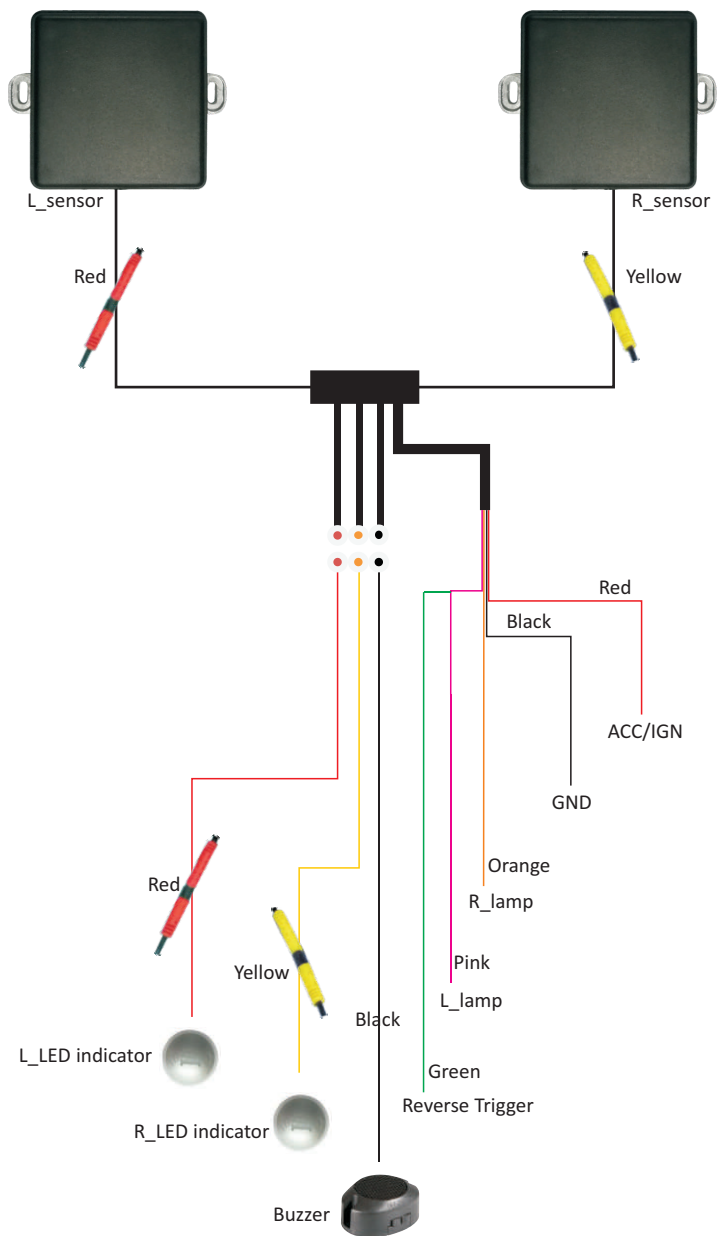 L_sensor
R_sensor
Red
Yellow
Red
Black
ACC/IGN
GND
Orange
Red
R_lamp
Pink
Yellow
L_lamp
Black
L_LED indicator
Green
Reverse Trigger
R_LED indicator
Buzzer